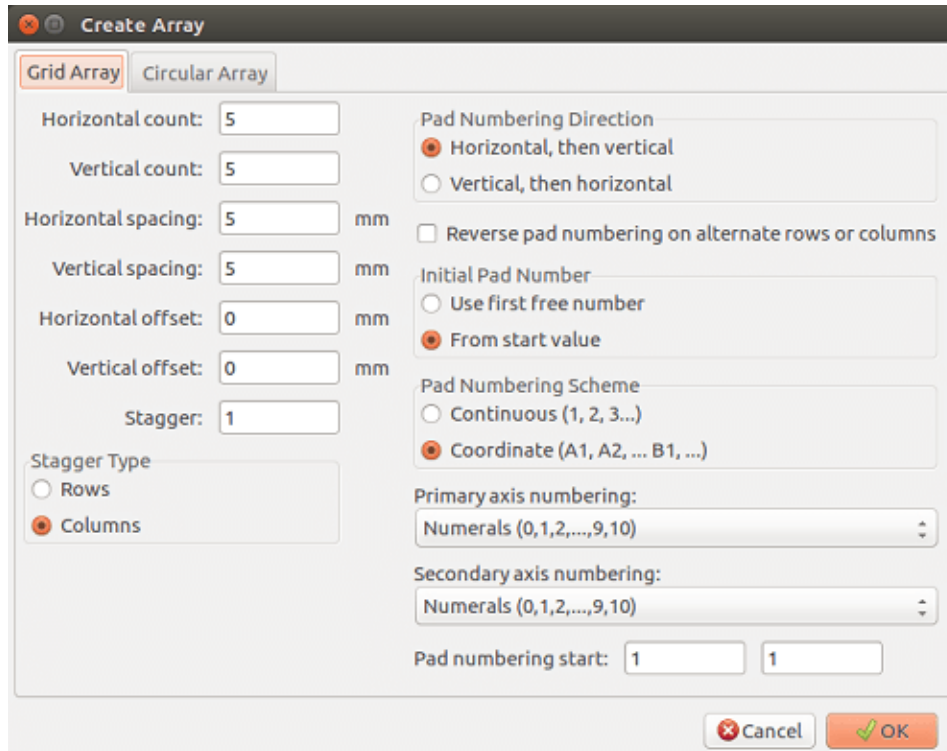 Create Array
Grid Array
Circular Array
Horizontal count: 5
Vertical count: 5
Horizontal spacing: 5 mm
Vertical spacing: 5 mm
Horizontal offset: 0 mm
Vertical offset: 0 mm
Stagger: 1
Stagger Type
Rows
Columns
Pad Numbering Direction
Horizontal, then vertical
Vertical, then horizontal
Reverse pad numbering on alternate rows or columns
Initial Pad Number
Use first free number
From start value
Pad Numbering Scheme
Continuous (1, 2, 3...)
Coordinate (A1, A2, ... B1, ...)
Primary axis numbering:
Numerals (0,1,2,...,9,10)
Secondary axis numbering:
Numerals (0,1,2,...,9,10)
Pad numbering start: 1 1
Cancel
OK